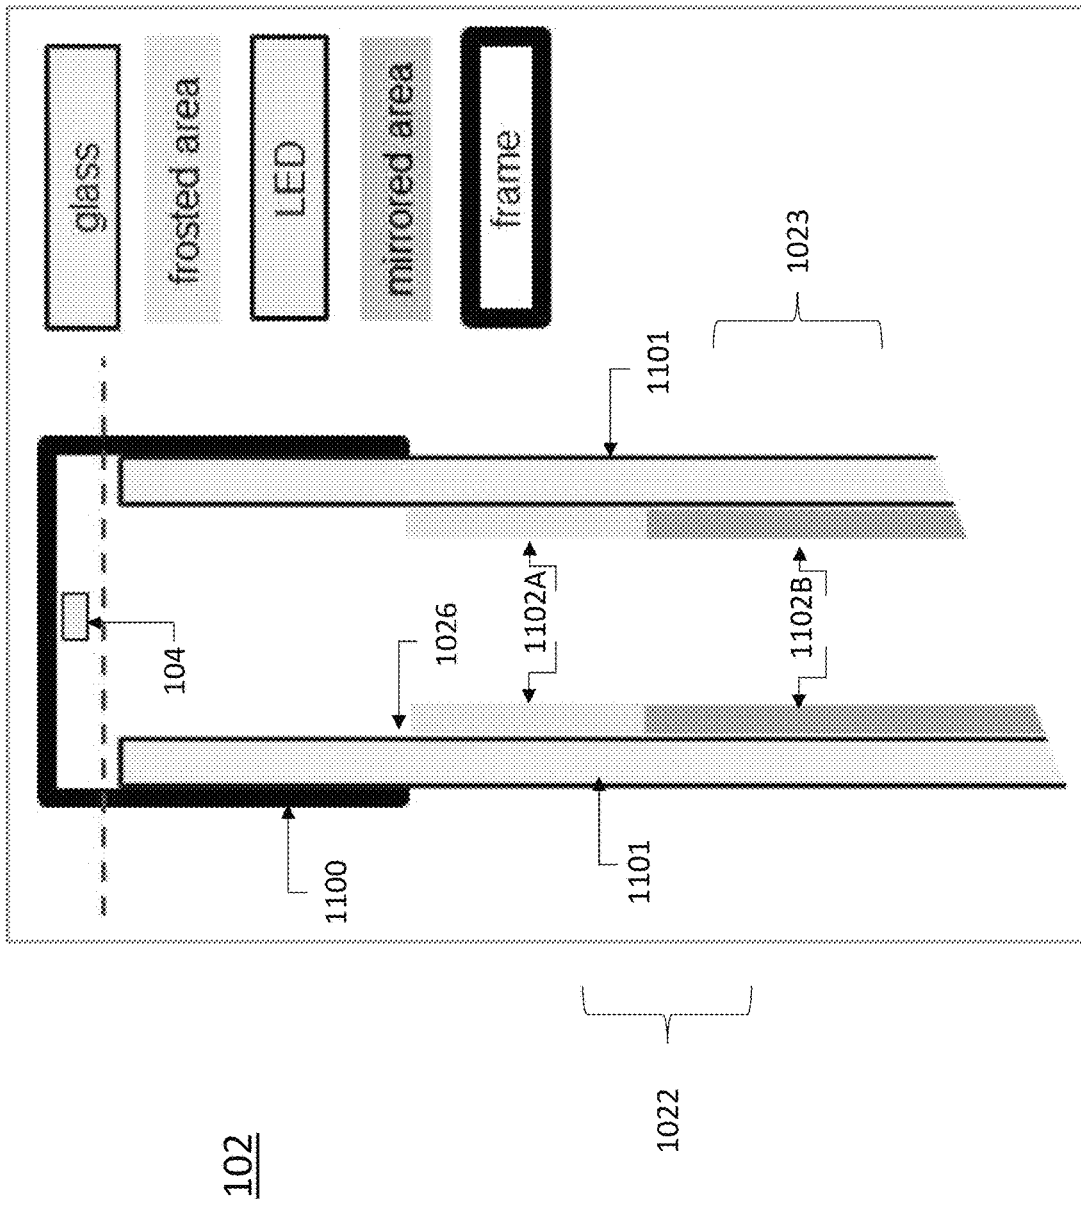 102
glass
frosted area
LED
mirrored area
frame
104
1100
1026
1101
1102A
1102B
1101
1022
1023